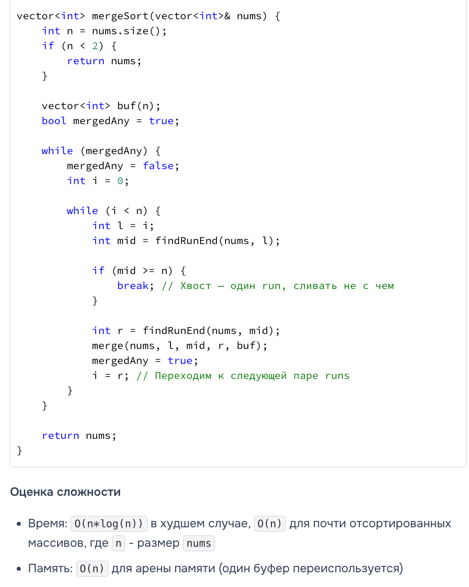 vector<int> mergeSort(vector<int>& nums) {
    int n = nums.size();
    if (n < 2) {
        return nums;
    }

    vector<int> buf(n);
    bool mergedAny = true;

    while (mergedAny) {
        mergedAny = false;
        int i = 0;

        while (i < n) {
            int l = i;
            int mid = findRunEnd(nums, l);

            if (mid >= n) {
                break; // Хвост — один run, сливать не с чем
            }

            int r = findRunEnd(nums, mid);
            merge(nums, l, mid, r, buf);
            mergedAny = true;
            i = r; // Переходим к следующей паре runs
        }
    }

    return nums;
}
Оценка сложности
• Время: O(n*log(n)) в худшем случае, O(n) для почти отсортированных
массивов, где n - размер nums
• Память: O(n) для арены памяти (один буфер переиспользуется)